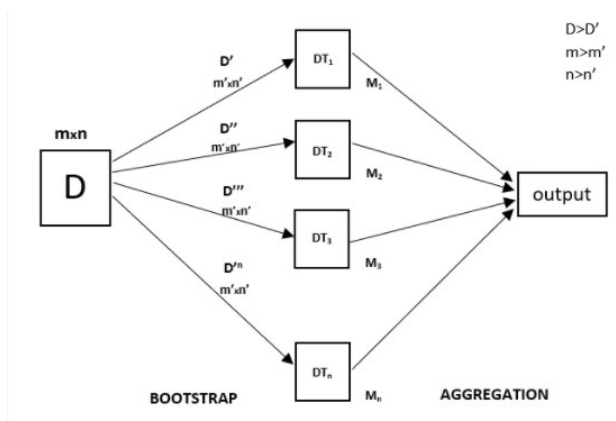 D>D'
m>m'
n>n'
mxn
D
D'
m'xn'
D''
m'xn'
D'''
m'xn'
D'ⁿ
m'xn'
DT₁
M₁
DT₂
M₂
DT₃
M₃
DTₙ
Mₙ
output
BOOTSTRAP
AGGREGATION